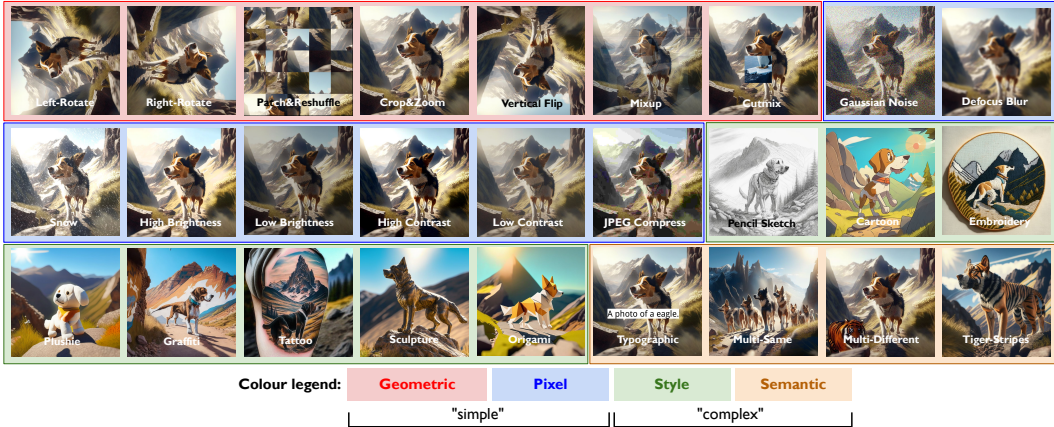 Left-Rotate
Right-Rotate
Patch&Reshuffle
Crop&Zoom
Vertical Flip
Mixup
Cutmix
Gaussian Noise
Defocus Blur
Snow
High Brightness
Low Brightness
High Contrast
Low Contrast
JPEG Compress
Pencil Sketch
Cartoon
Embroidery
Plushie
Graffiti
Tattoo
Sculpture
Origami
A photo of a eagle.
Typographic
Multi-Same
Multi-Different
Tiger-Stripes
Colour legend: Geometric Pixel Style Semantic
"simple" "complex"